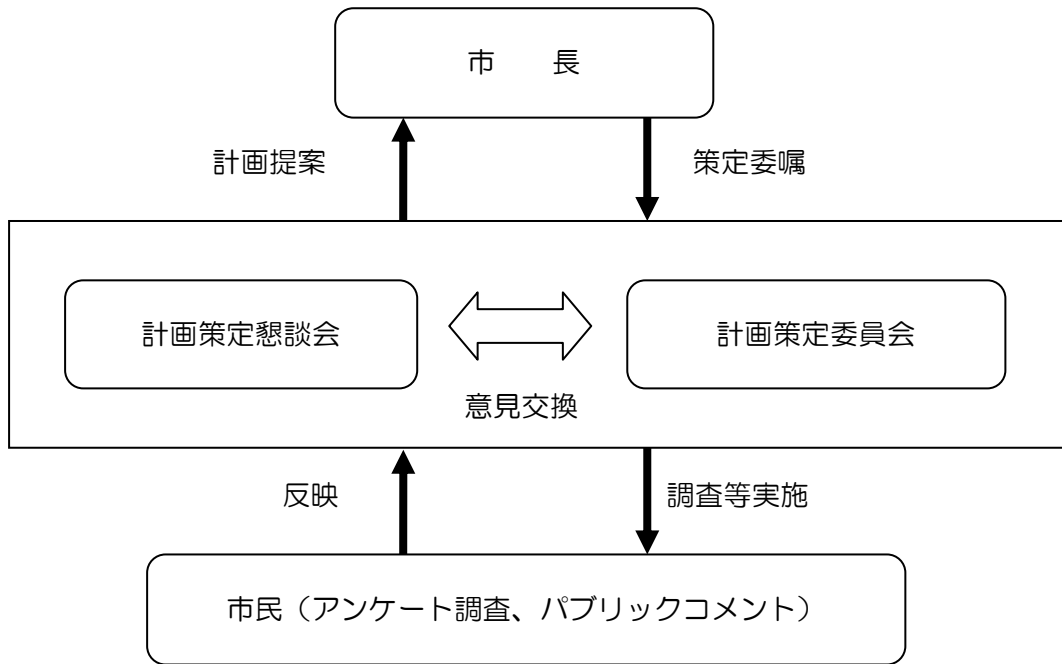 市　　長
計画提案
策定委嘱
計画策定懇談会
計画策定委員会
意見交換
反映
調査等実施
市民（アンケート調査、パブリックコメント）